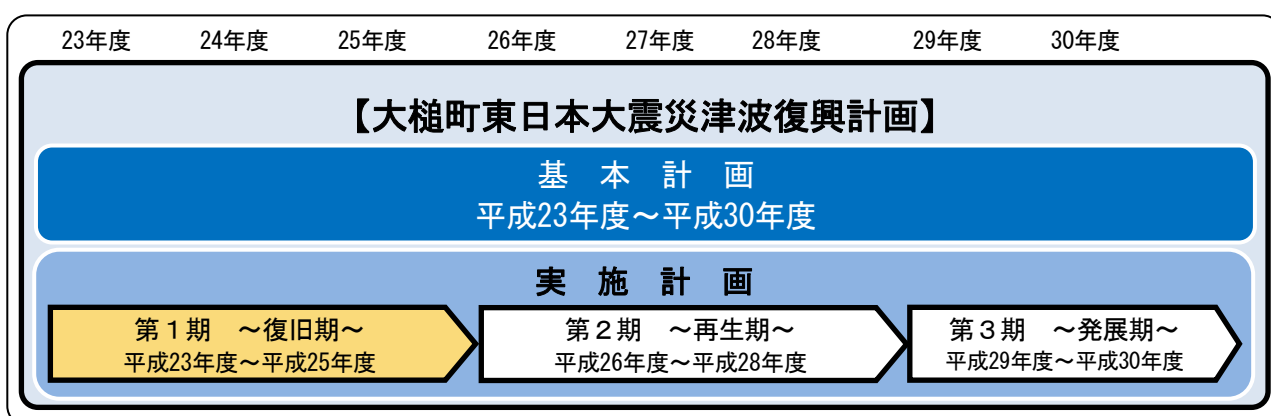 23年度 24年度 25年度 26年度 27年度 28年度 29年度 30年度
【大槌町東日本大震災津波復興計画】
基 本 計 画
平成23年度～平成30年度
実 施 計 画
第１期 ～復旧期～
平成23年度～平成25年度
第２期 ～再生期～
平成26年度～平成28年度
第３期 ～発展期～
平成29年度～平成30年度